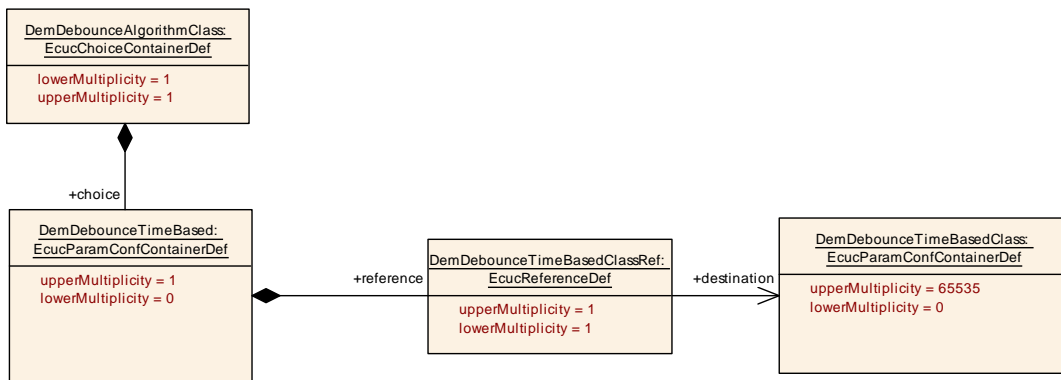 DemDebounceAlgorithmClass:
EcucChoiceContainerDef
lowerMultiplicity = 1
upperMultiplicity = 1
+choice
DemDebounceTimeBased:
EcucParamConfContainerDef
upperMultiplicity = 1
lowerMultiplicity = 0
+reference
DemDebounceTimeBasedClassRef:
EcucReferenceDef
upperMultiplicity = 1
lowerMultiplicity = 1
+destination
DemDebounceTimeBasedClass:
EcucParamConfContainerDef
upperMultiplicity = 65535
lowerMultiplicity = 0